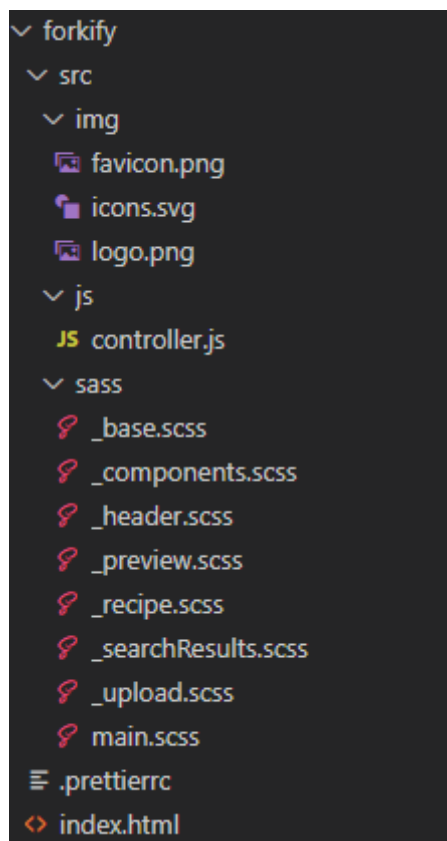 forkify
src
img
favicon.png
icons.svg
logo.png
js
JS controller.js
sass
_base.scss
_components.scss
_header.scss
_preview.scss
_recipe.scss
_searchResults.scss
_upload.scss
main.scss
.prettierrc
index.html